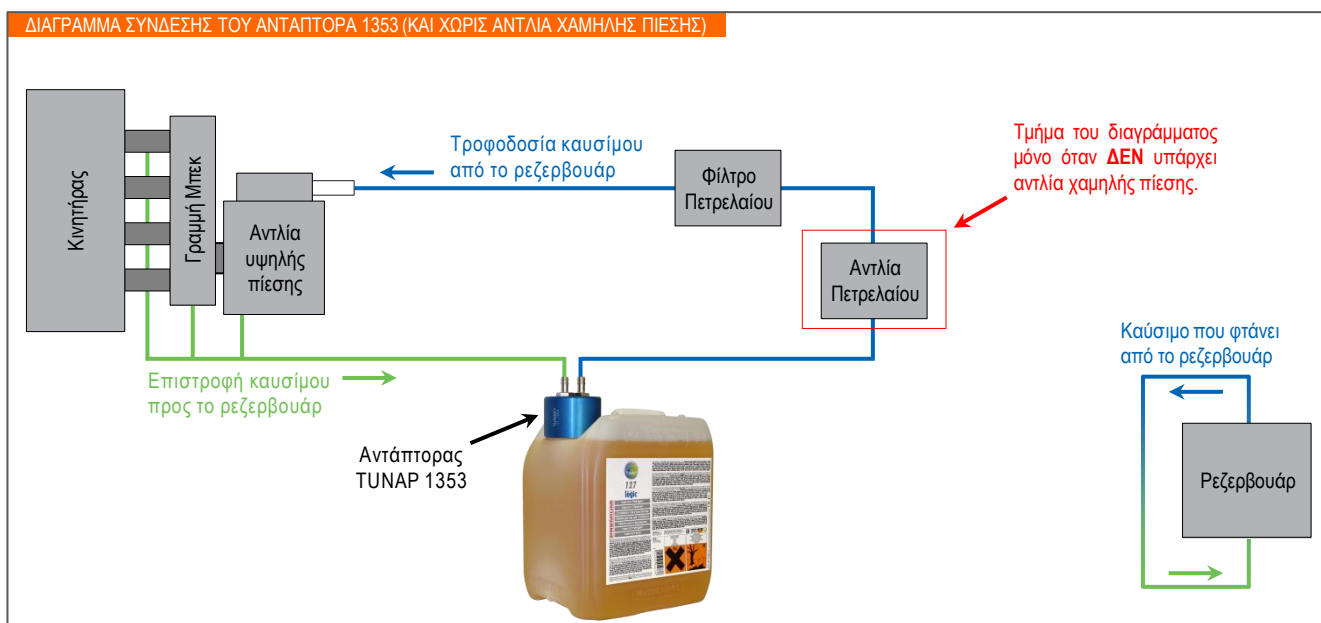 ΔΙΑΓΡΑΜΜΑ ΣΥΝΔΕΣΗΣ ΤΟΥ ΑΝΤΑΠΤΟΡΑ 1353 (ΚΑΙ ΧΩΡΙΣ ΑΝΤΛΙΑ ΧΑΜΗΛΗΣ ΠΙΕΣΗΣ)
Κινητήρας
Γραμμή Μπεκ
Αντλία
υψηλής
πίεσης
Τροφοδοσία καυσίμου
από το ρεζερβουάρ
Φίλτρο
Πετρελαίου
Τμήμα του διαγράμματος
μόνο όταν ΔΕΝ υπάρχει
αντλία χαμηλής πίεσης.
Αντλία
Πετρελαίου
Επιστροφή καυσίμου
προς το ρεζερβουάρ
Αντάπτορας
TUNAP 1353
127
logic
PREMIUM
Καύσιμο που φτάνει
από το ρεζερβουάρ
Ρεζερβουάρ